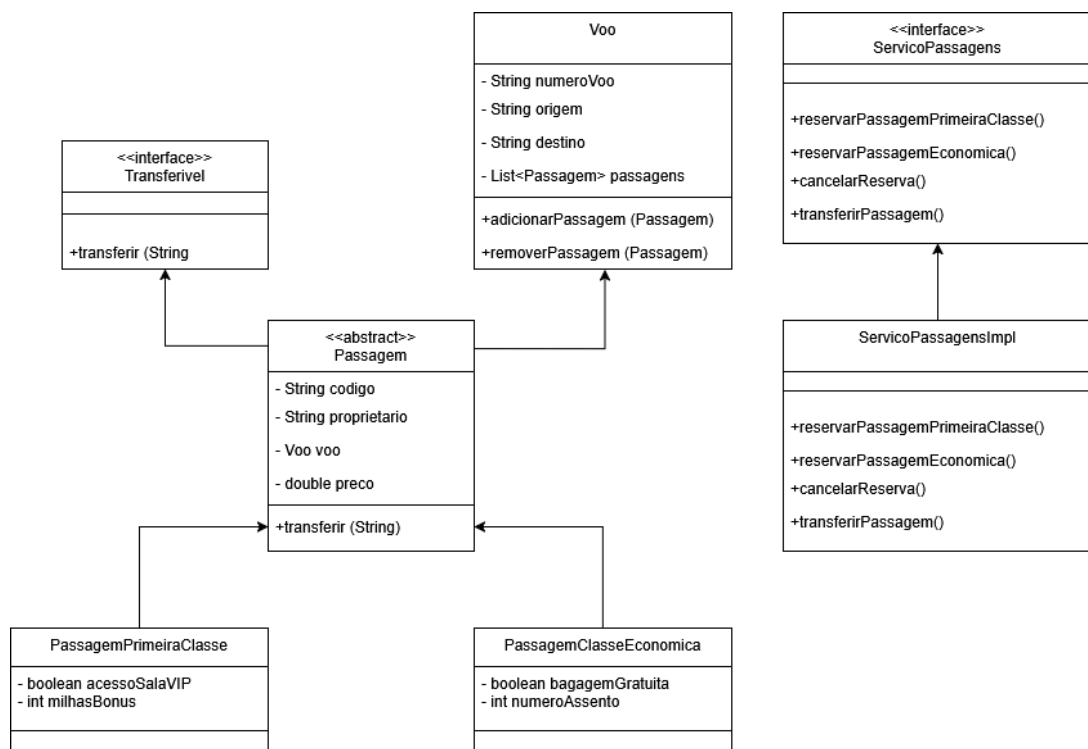 Voo
- String numeroVoo
- String origem
- String destino
- List<Passagem> passagens
+adicionarPassagem (Passagem)
+removerPassagem (Passagem)
<<interface>>
ServicoPassagens
+reservarPassagemPrimeiraClasse()
+reservarPassagemEconomica()
+cancelarReserva()
+transferirPassagem()
<<interface>>
Transferivel
+transferir (String
<<abstract>>
Passagem
- String codigo
- String proprietario
- Voo voo
- double preco
+transferir (String)
ServicoPassagensImpl
+reservarPassagemPrimeiraClasse()
+reservarPassagemEconomica()
+cancelarReserva()
+transferirPassagem()
PassagemPrimeiraClasse
- boolean acessoSalaVIP
- int milhasBonus
PassagemClasseEconomica
- boolean bagagemGratuita
- int numeroAssento